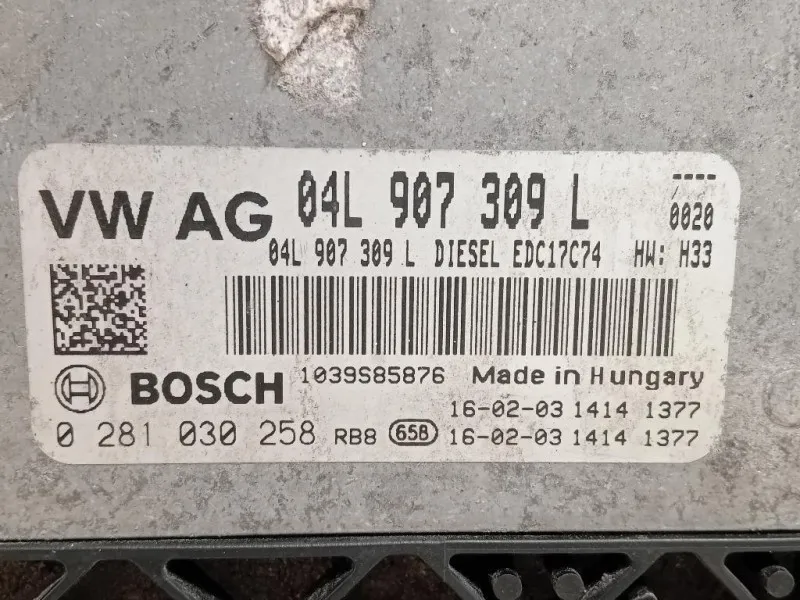 VW AG 04L 907 309 L ----/0020
04L 907 309 L DIESEL EDC17C74 HW: H33
BOSCH 1039S85876 Made in Hungary
16-02-03 1414 1377
0 281 030 258 RB8 65B 16-02-03 1414 1377